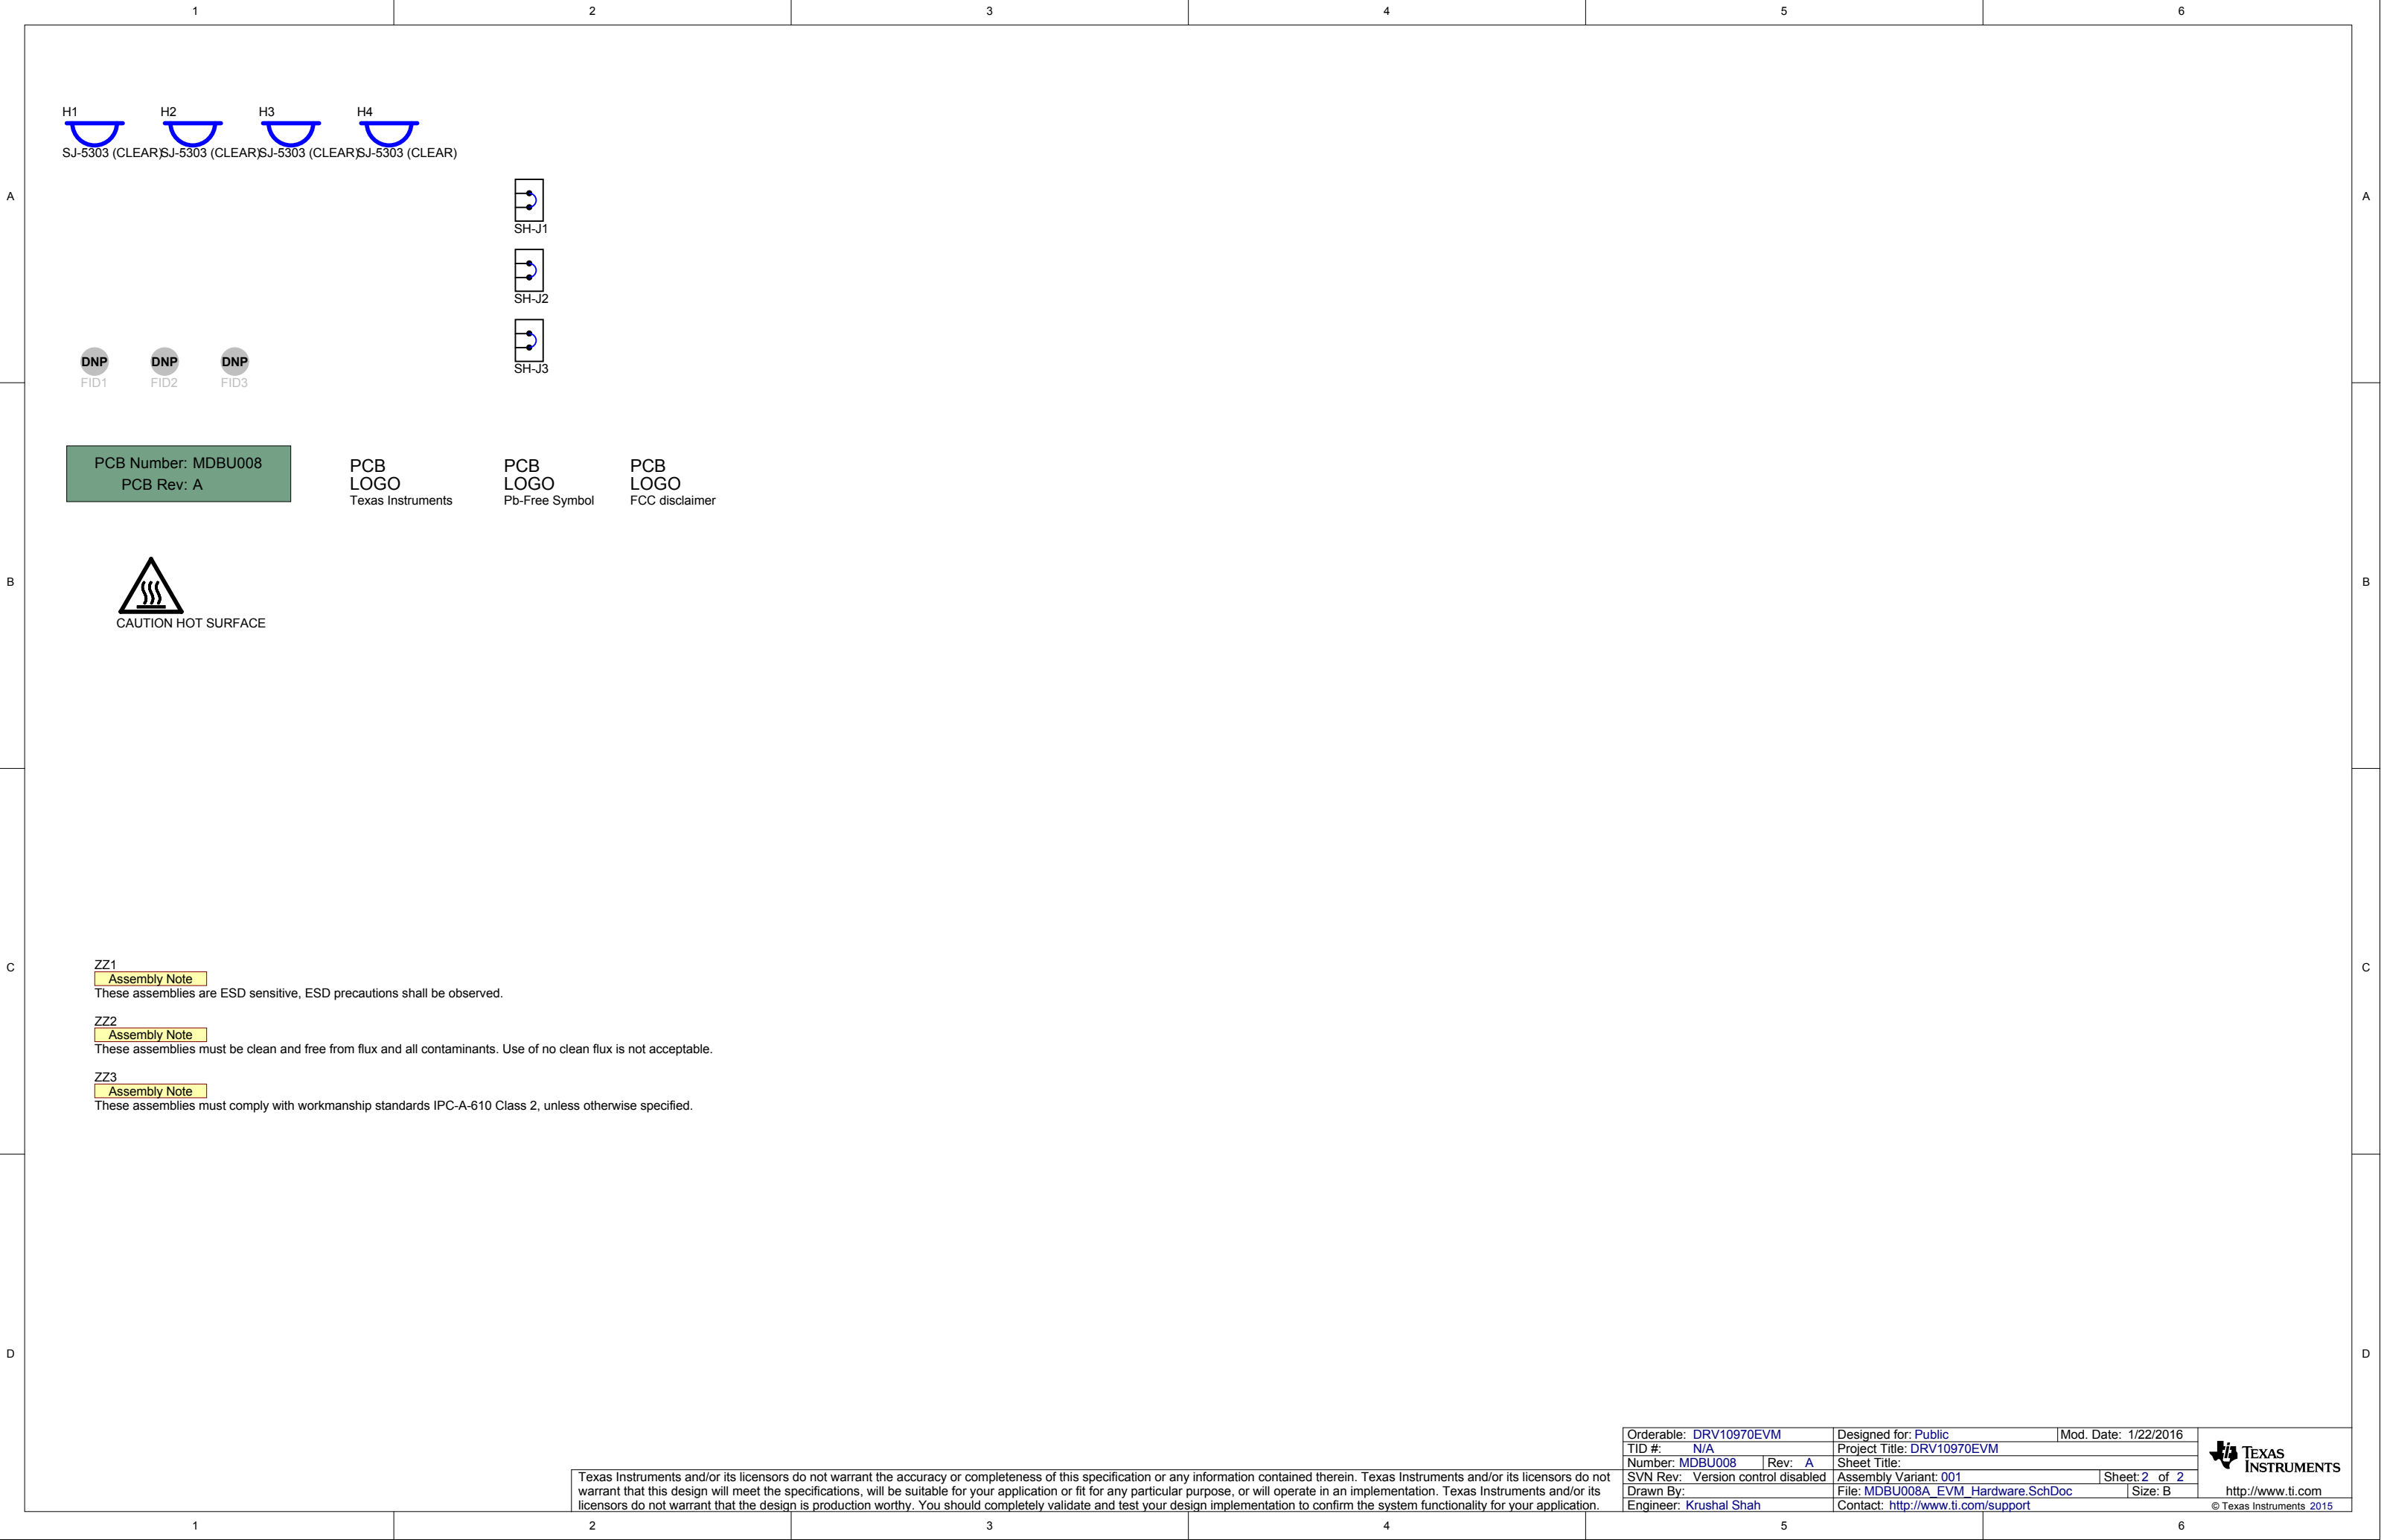 1 2 3 4 5 6
H1 H2 H3 H4
SJ-5303 (CLEAR) SJ-5303 (CLEAR) SJ-5303 (CLEAR) SJ-5303 (CLEAR)
A A
SH-J1
SH-J2
SH-J3
DNP DNP DNP
FID1 FID2 FID3
PCB Number: MDBU008
PCB Rev: A
PCB
LOGO
Texas Instruments
PCB
LOGO
Pb-Free Symbol
PCB
LOGO
FCC disclaimer
B B
CAUTION HOT SURFACE
C C
ZZ1
Assembly Note
These assemblies are ESD sensitive, ESD precautions shall be observed.
ZZ2
Assembly Note
These assemblies must be clean and free from flux and all contaminants. Use of no clean flux is not acceptable.
ZZ3
Assembly Note
These assemblies must comply with workmanship standards IPC-A-610 Class 2, unless otherwise specified.
D D
Texas Instruments and/or its licensors do not warrant the accuracy or completeness of this specification or any information contained therein. Texas Instruments and/or its licensors do not
warrant that this design will meet the specifications, will be suitable for your application or fit for any particular purpose, or will operate in an implementation. Texas Instruments and/or its
licensors do not warrant that the design is production worthy. You should completely validate and test your design implementation to confirm the system functionality for your application.
Orderable: DRV10970EVM Designed for: Public Mod. Date: 1/22/2016
TID #: N/A Project Title: DRV10970EVM
Number: MDBU008 Rev: A Sheet Title:
SVN Rev: Version control disabled Assembly Variant: 001 Sheet: 2 of 2
Drawn By: File: MDBU008A_EVM_Hardware.SchDoc Size: B
Engineer: Krushal Shah Contact: http://www.ti.com/support
TEXAS
INSTRUMENTS
http://www.ti.com
© Texas Instruments 2015
1 2 3 4 5 6